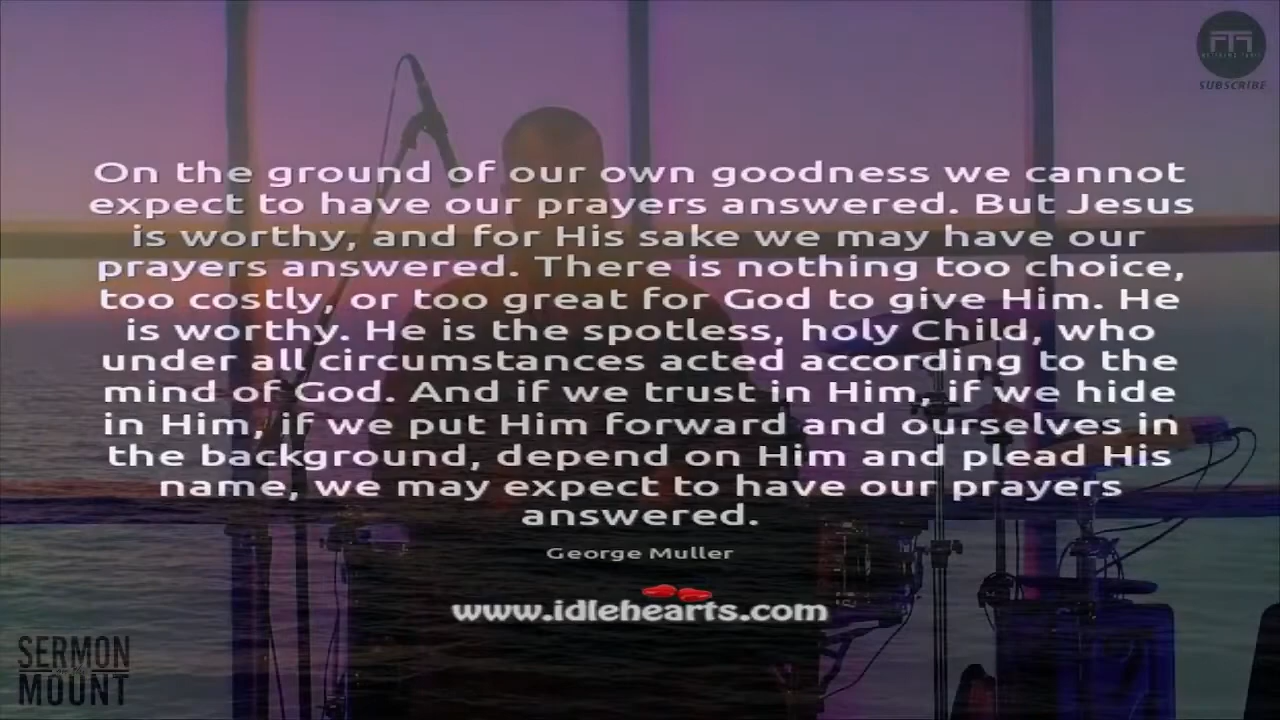 SUBSCRIBE
On the ground of our own goodness we cannot
expect to have our prayers answered. But Jesus
is worthy, and for His sake we may have our
prayers answered. There is nothing too choice,
too costly, or too great for God to give Him. He
is worthy. He is the spotless, holy Child, who
under all circumstances acted according to the
mind of God. And if we trust in Him, if we hide
in Him, if we put Him forward and ourselves in
the background, depend on Him and plead His
name, we may expect to have our prayers
answered.
George Muller
www.idlehearts.com
SERMON
MOUNT